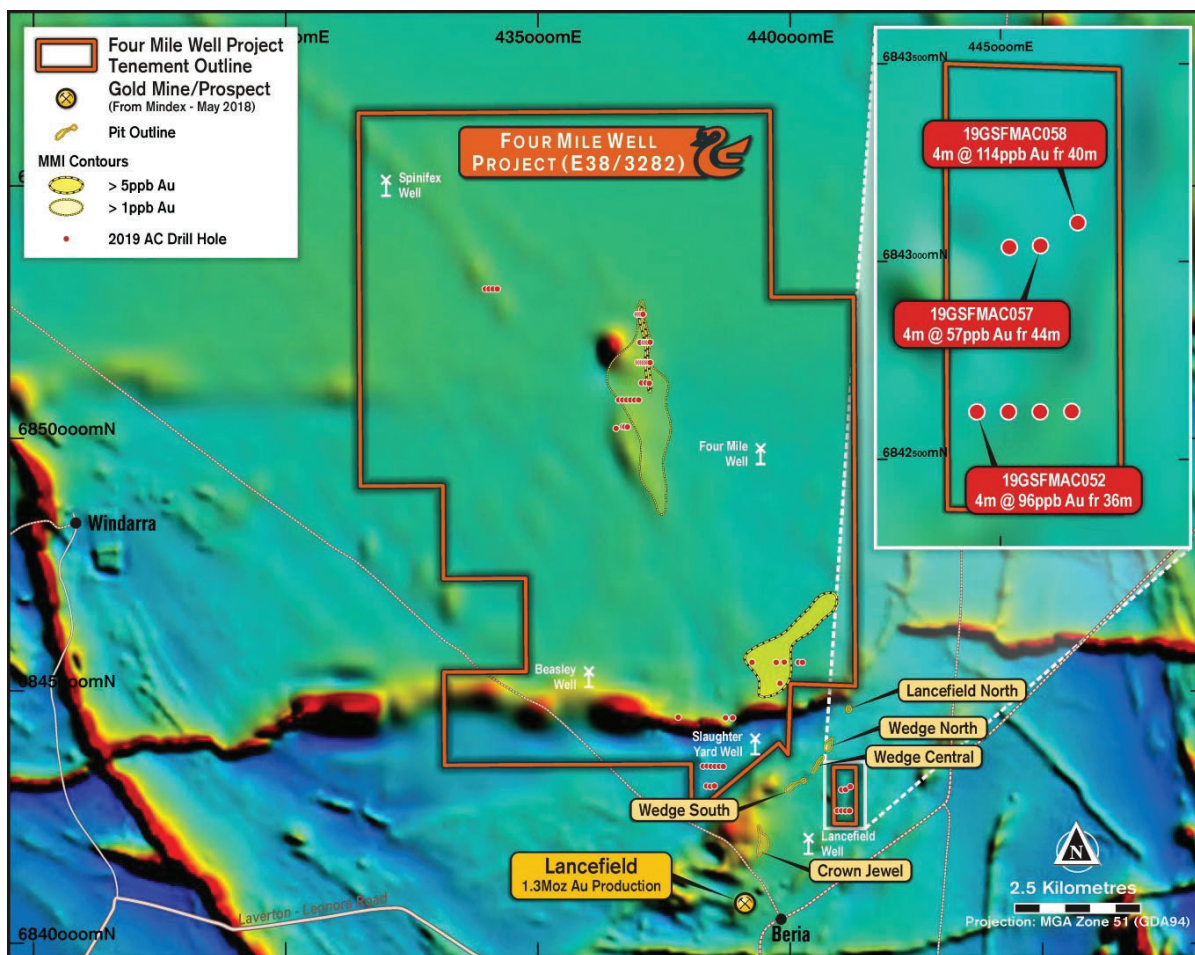 Four Mile Well Project
Tenement Outline
Gold Mine/Prospect
(From Mindex - May 2018)
Pit Outline
MMI Contours
> 5ppb Au
> 1ppb Au
2019 AC Drill Hole
435000mE
440000mE
FOUR MILE WELL
PROJECT (E38/3282)
Spinifex
Well
6850000mN
Four Mile
Well
Windarra
Beasley
Well
6845000mN
Slaughter
Yard Well
Lancefield North
Wedge North
Wedge Central
Wedge South
Lancefield
Well
Crown Jewel
Lancefield
1.3Moz Au Production
Beria
Laverton - Leonora Road
6840000mN
445000mE
6843500mN
19GSFMAC058
4m @ 114ppb Au fr 40m
6843000mN
19GSFMAC057
4m @ 57ppb Au fr 44m
6842500mN
19GSFMAC052
4m @ 96ppb Au fr 36m
N
2.5 Kilometres
Projection: MGA Zone 51 (GDA94)